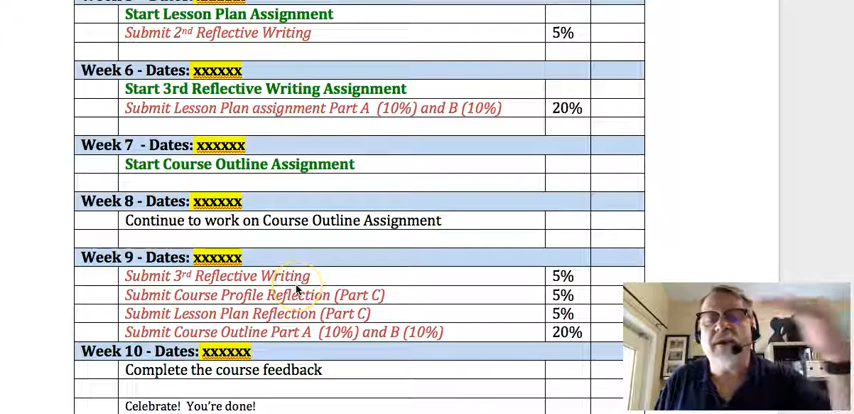 Start Lesson Plan Assignment
Submit 2nd Reflective Writing 5%
Week 6 - Dates: xxxxxx
Start 3rd Reflective Writing Assignment
Submit Lesson Plan assignment Part A (10%) and B (10%) 20%
Week 7 - Dates: xxxxxx
Start Course Outline Assignment
Week 8 - Dates: xxxxxx
Continue to work on Course Outline Assignment
Week 9 - Dates: xxxxxx
Submit 3rd Reflective Writing 5%
Submit Course Profile Reflection (Part C) 5%
Submit Lesson Plan Reflection (Part C) 5%
Submit Course Outline Part A (10%) and B (10%) 20%
Week 10 - Dates: xxxxxx
Complete the course feedback
Celebrate! You're done!